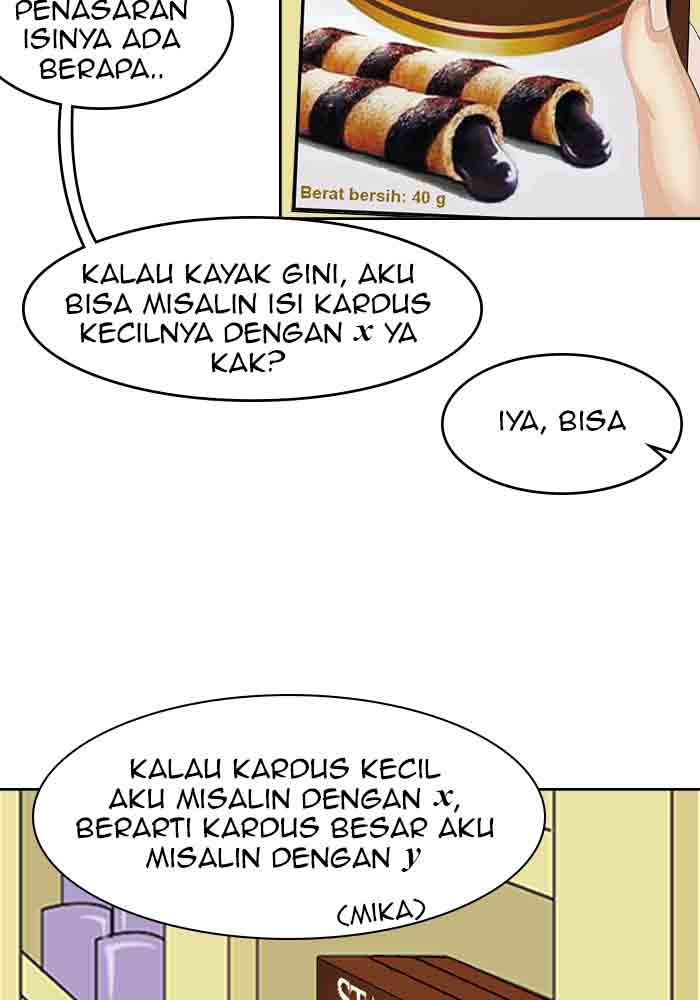 PENASARAN
ISINYA ADA
BERAPA..
Berat bersih: 40 g
KALAU KAYAK GINI, AKU
BISA MISALIN ISI KARDUS
KECILNYA DENGAN x YA
KAK?
IYA, BISA
KALAU KARDUS KECIL
AKU MISALIN DENGAN x,
BERARTI KARDUS BESAR AKU
MISALIN DENGAN y
(MIKA)